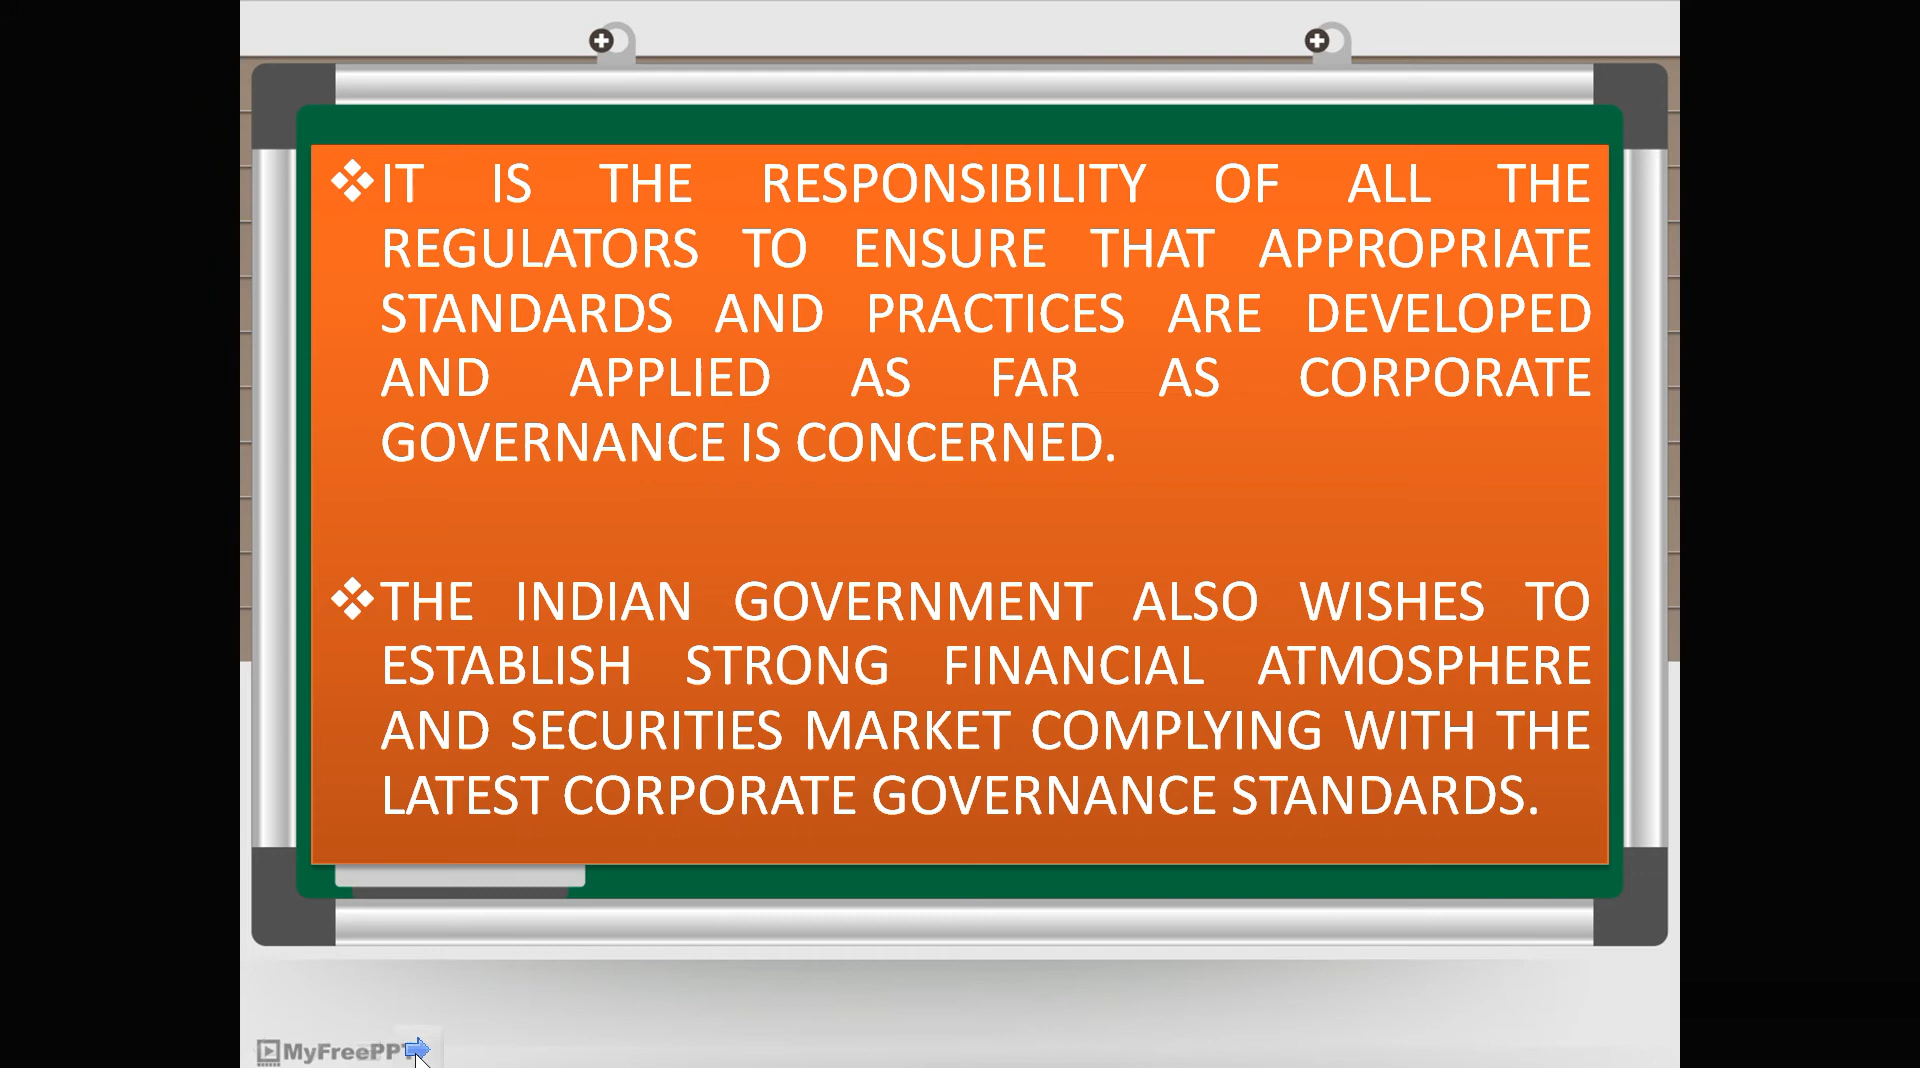 ❖IT IS THE RESPONSIBILITY OF ALL THE
REGULATORS TO ENSURE THAT APPROPRIATE
STANDARDS AND PRACTICES ARE DEVELOPED
AND APPLIED AS FAR AS CORPORATE
GOVERNANCE IS CONCERNED.
❖THE INDIAN GOVERNMENT ALSO WISHES TO
ESTABLISH STRONG FINANCIAL ATMOSPHERE
AND SECURITIES MARKET COMPLYING WITH THE
LATEST CORPORATE GOVERNANCE STANDARDS.
MyFreePPT